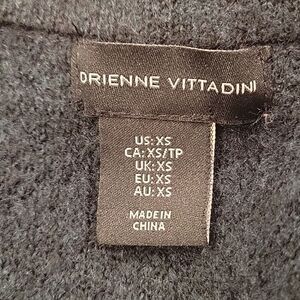 DRIENNE VITTADINI
US:XS
CA:XS/TP
UK:XS
EU:XS
AU:XS
MADE IN
CHINA